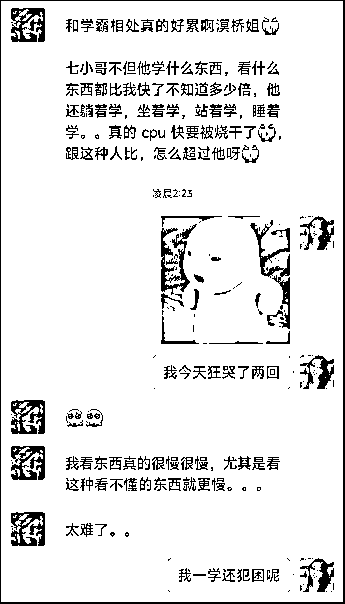 和学霸相处真的好累啊溟桥姐
七小哥不但他学什么东西，看什么
东西都比我快了不知道多少倍，他
还躺着学，坐着学，站着学，睡着
学。。真的 cpu 快要被烧干了，
跟这种人比，怎么超过他呀
凌晨2:23
我今天狂哭了两回
我看东西真的很慢很慢，尤其是看
这种看不懂的东西就更慢。。。
太难了。。
我一学还犯困呢